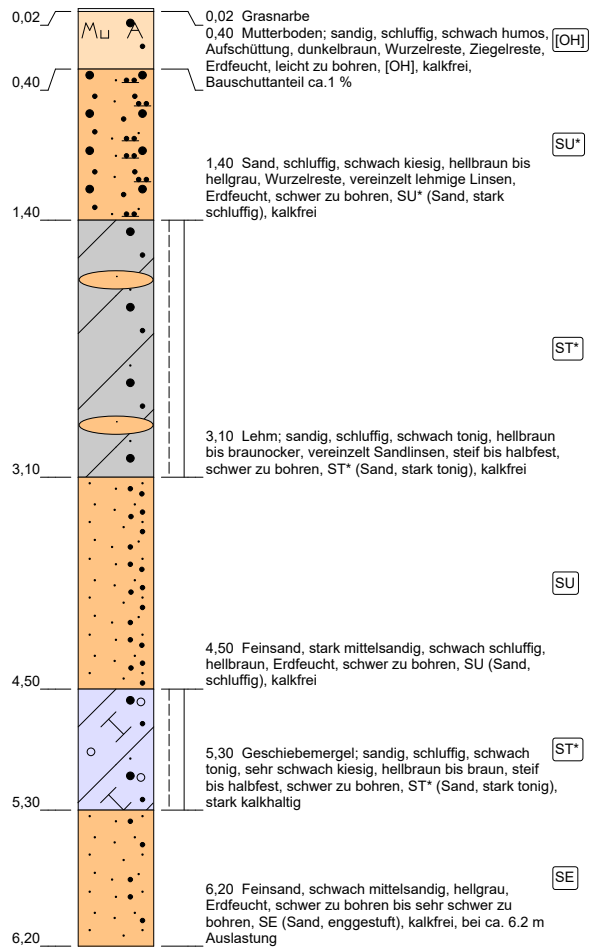 0,02
0,02 Grasnarbe
Mu A
0,40 Mutterboden; sandig, schluffig, schwach humos,
Aufschüttung, dunkelbraun, Wurzelreste, Ziegelreste,
Erdfeucht, leicht zu bohren, [OH], kalkfrei,
Bauschuttanteil ca.1 %
[OH]
0,40
SU*
1,40 Sand, schluffig, schwach kiesig, hellbraun bis
hellgrau, Wurzelreste, vereinzelt lehmige Linsen,
Erdfeucht, schwer zu bohren, SU* (Sand, stark
schluffig), kalkfrei
1,40
ST*
3,10 Lehm; sandig, schluffig, schwach tonig, hellbraun
bis braunocker, vereinzelt Sandlinsen, steif bis halbfest,
schwer zu bohren, ST* (Sand, stark tonig), kalkfrei
3,10
SU
4,50 Feinsand, stark mittelsandig, schwach schluffig,
hellbraun, Erdfeucht, schwer zu bohren, SU (Sand,
schluffig), kalkfrei
4,50
ST*
5,30 Geschiebemergel; sandig, schluffig, schwach
tonig, sehr schwach kiesig, hellbraun bis braun, steif
bis halbfest, schwer zu bohren, ST* (Sand, stark tonig),
stark kalkhaltig
5,30
SE
6,20 Feinsand, schwach mittelsandig, hellgrau,
Erdfeucht, schwer zu bohren bis sehr schwer zu
bohren, SE (Sand, enggestuft), kalkfrei, bei ca. 6.2 m
Auslastung
6,20